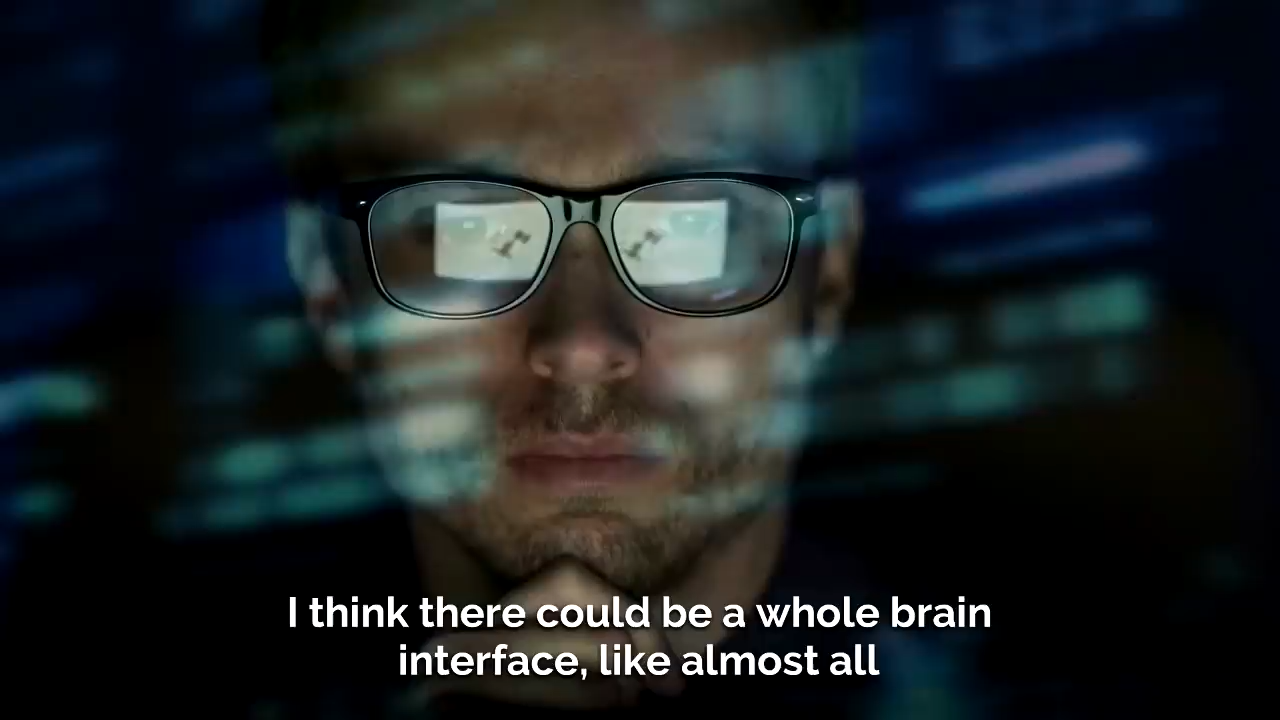 I think there could be a whole brain
interface, like almost all